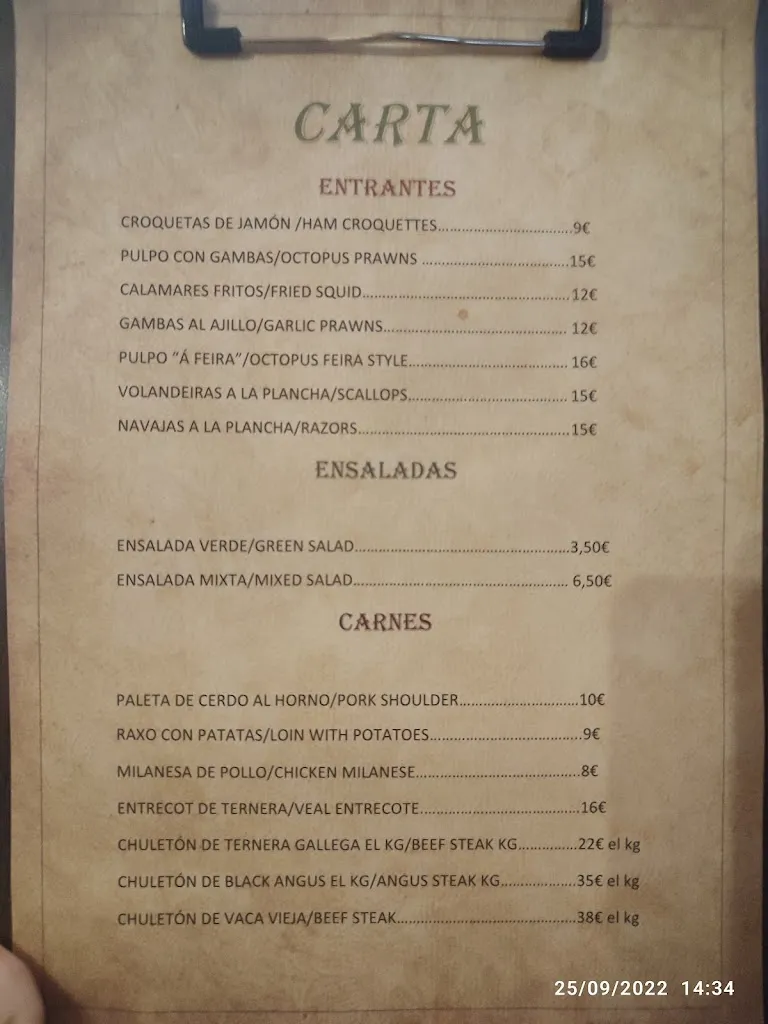 CARTA
ENTRANTES
CROQUETAS DE JAMÓN /HAM CROQUETTES..................................9€
PULPO CON GAMBAS/OCTOPUS PRAWNS ......................................15€
CALAMARES FRITOS/FRIED SQUID.....................................................12€
GAMBAS AL AJILLO/GARLIC PRAWNS............................................... 12€
PULPO “Á FEIRA”/OCTOPUS FEIRA STYLE......................................... 16€
VOLANDEIRAS A LA PLANCHA/SCALLOPS......................................... 15€
NAVAJAS A LA PLANCHA/RAZORS......................................................15€
ENSALADAS
ENSALADA VERDE/GREEN SALAD.......................................................3,50€
ENSALADA MIXTA/MIXED SALAD....................................................... 6,50€
CARNES
PALETA DE CERDO AL HORNO/PORK SHOULDER...............................10€
RAXO CON PATATAS/LOIN WITH POTATOES.......................................9€
MILANESA DE POLLO/CHICKEN MILANESE..........................................8€
ENTRECOT DE TERNERA/VEAL ENTRECOTE.........................................16€
CHULETÓN DE TERNERA GALLEGA EL KG/BEEF STEAK KG...............22€ el kg
CHULETÓN DE BLACK ANGUS EL KG/ANGUS STEAK KG...................35€ el kg
CHULETÓN DE VACA VIEJA/BEEF STEAK..............................................38€ el kg
25/09/2022 14:34